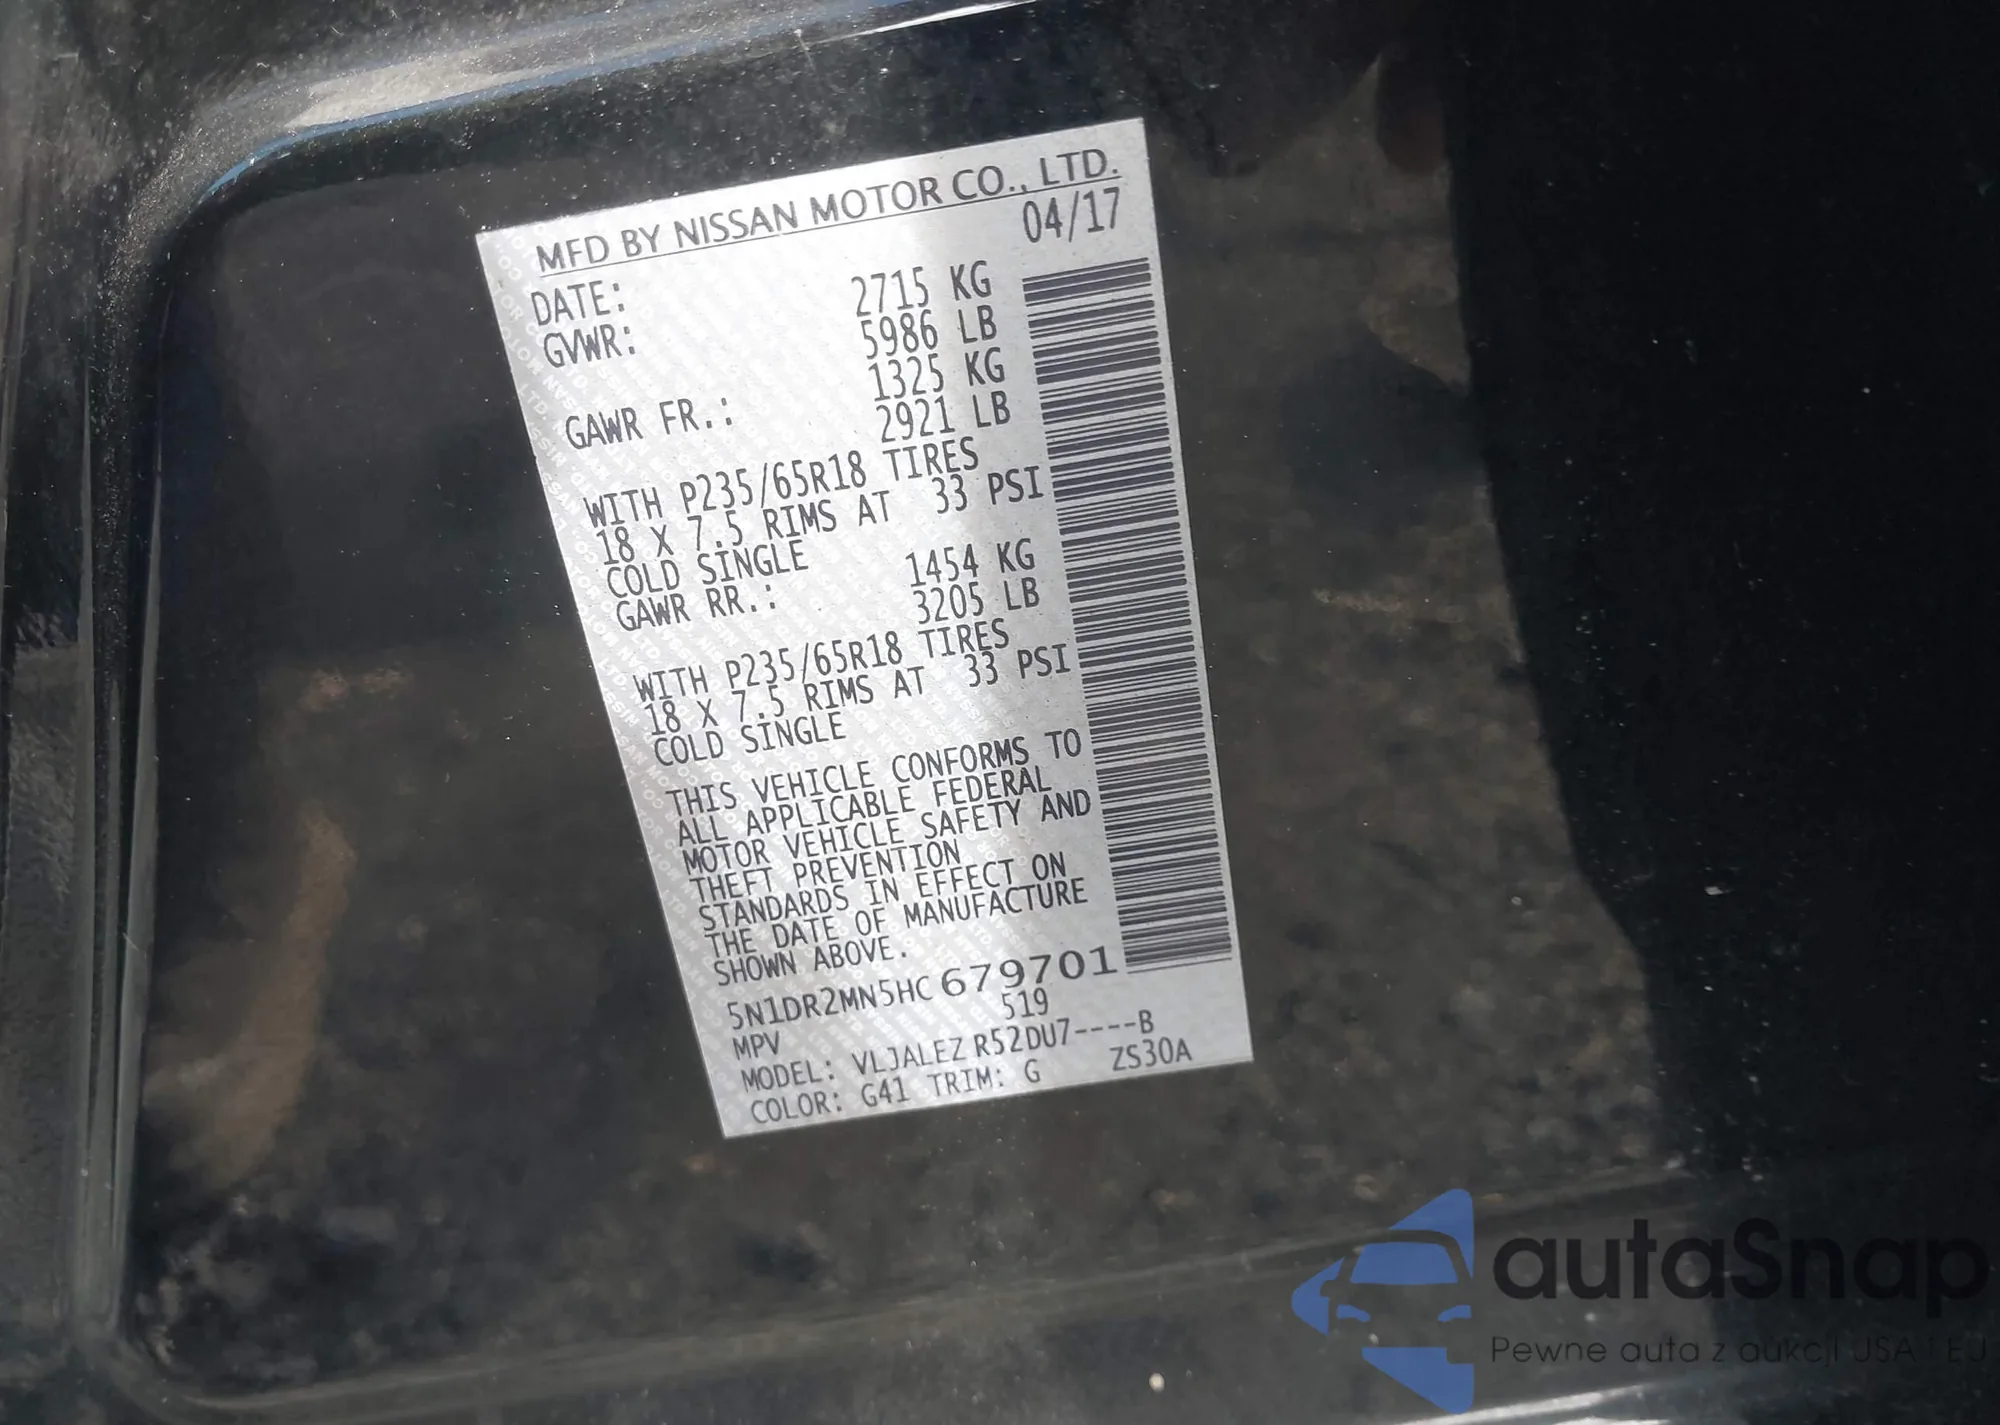 MFD BY NISSAN MOTOR CO., LTD.
DATE: 04/17
GVWR: 2715 KG
5986 LB
GAWR FR.: 1325 KG
2921 LB
WITH P235/65R18 TIRES
18 X 7.5 RIMS AT 33 PSI
COLD SINGLE
GAWR RR.: 1454 KG
3205 LB
WITH P235/65R18 TIRES
18 X 7.5 RIMS AT 33 PSI
COLD SINGLE
THIS VEHICLE CONFORMS TO
ALL APPLICABLE FEDERAL
MOTOR VEHICLE SAFETY AND
THEFT PREVENTION
STANDARDS IN EFFECT ON
THE DATE OF MANUFACTURE
SHOWN ABOVE.
5N1DR2MN5HC679701
MPV 519
MODEL: VLJALEZ R52DU7----B
COLOR: G41 TRIM: G ZS30A
autaSnap
Pewne auta z aukcji USA i EU